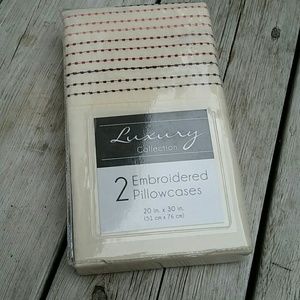 Luxury
Collection
2 Embroidered
Pillowcases
20 in. x 30 in.
(51 cm x 76 cm)